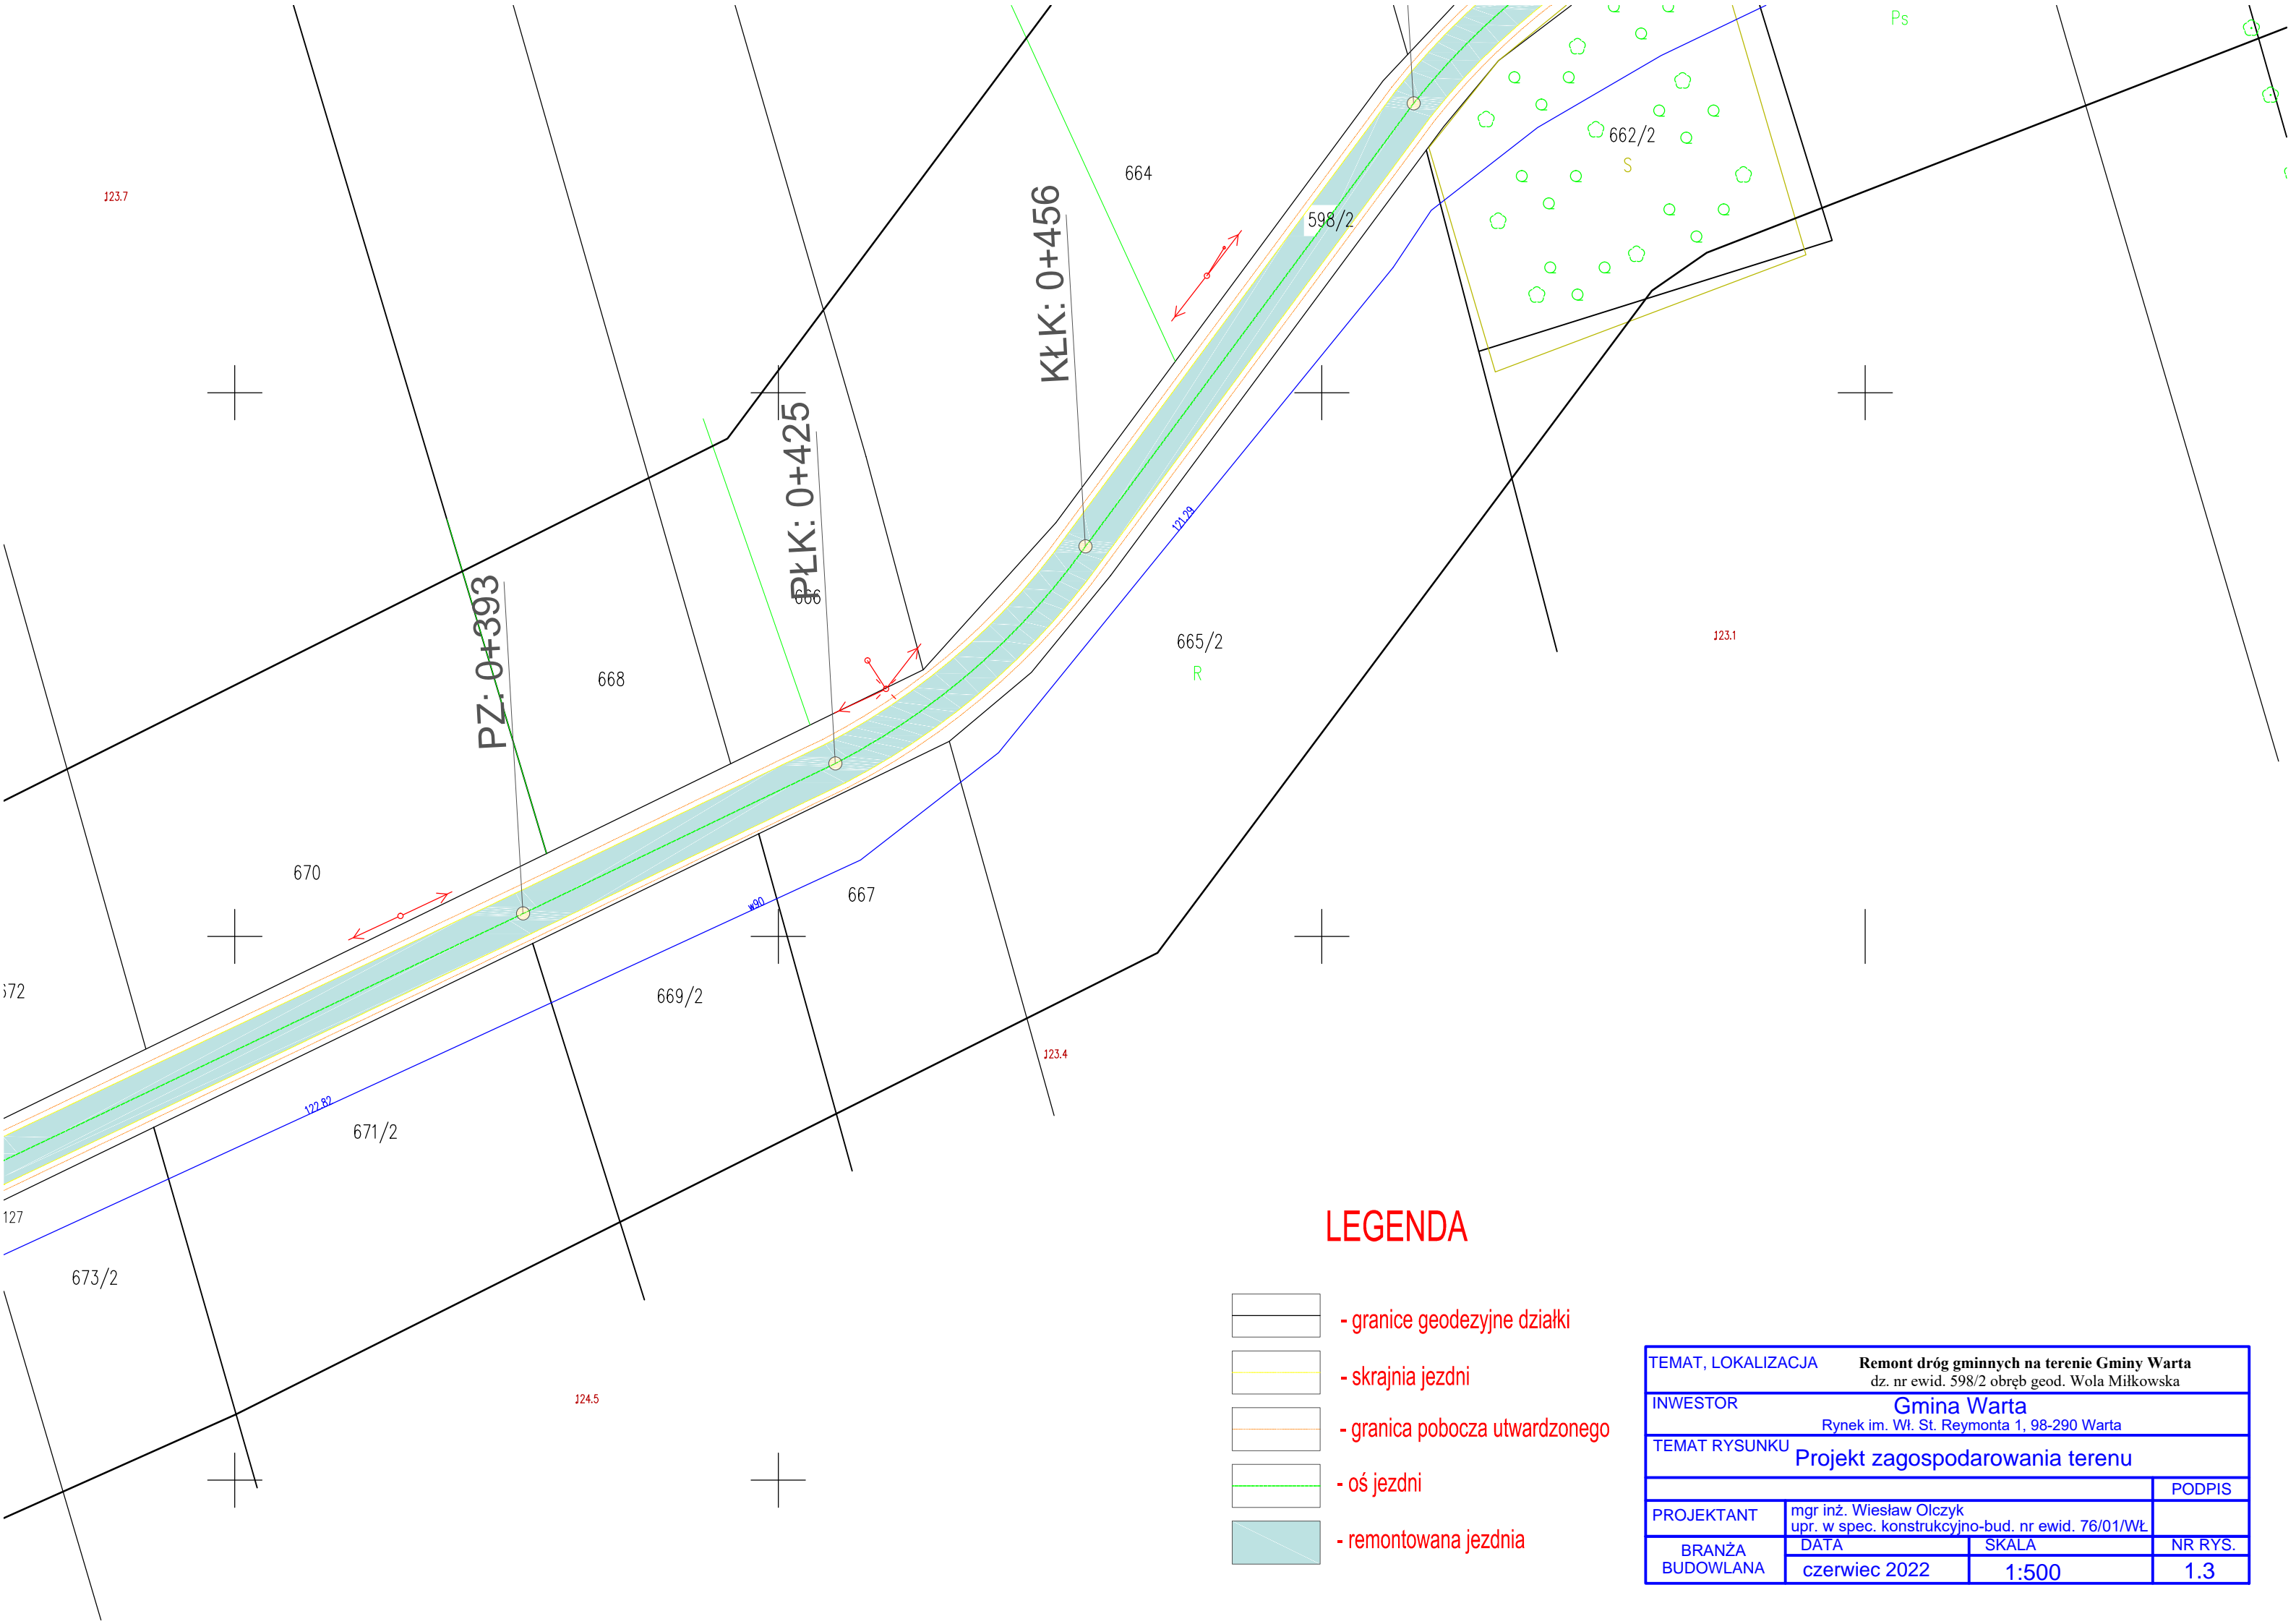 Ps
662/2
S
664
123.7
598/2
KŁK: 0+456
PŁK: 0+425
666
121.29
123.1
665/2
R
PZ: 0+393
668
670
w90
667
669/2
123.4
122.82
671/2
127
673/2
124.5
LEGENDA
- granice geodezyjne działki
- skrajnia jezdni
- granica pobocza utwardzonego
- oś jezdni
- remontowana jezdnia
TEMAT, LOKALIZACJA Remont dróg gminnych na terenie Gminy Warta
dz. nr ewid. 598/2 obręb geod. Wola Miłkowska
INWESTOR Gmina Warta
Rynek im. Wł. St. Reymonta 1, 98-290 Warta
TEMAT RYSUNKU Projekt zagospodarowania terenu
PODPIS
PROJEKTANT mgr inż. Wiesław Olczyk
upr. w spec. konstrukcyjno-bud. nr ewid. 76/01/WŁ
BRANŻA BUDOWLANA DATA SKALA NR RYS.
czerwiec 2022 1:500 1.3